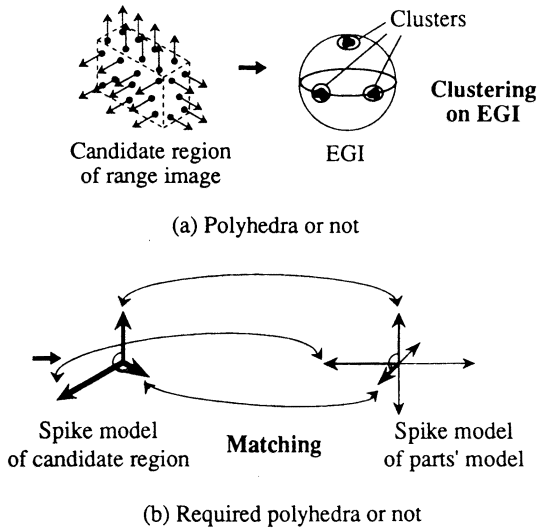 Clusters
Clustering
on EGI
Candidate region
of range image
EGI
(a) Polyhedra or not
Spike model
of candidate region
Matching
Spike model
of parts' model
(b) Required polyhedra or not